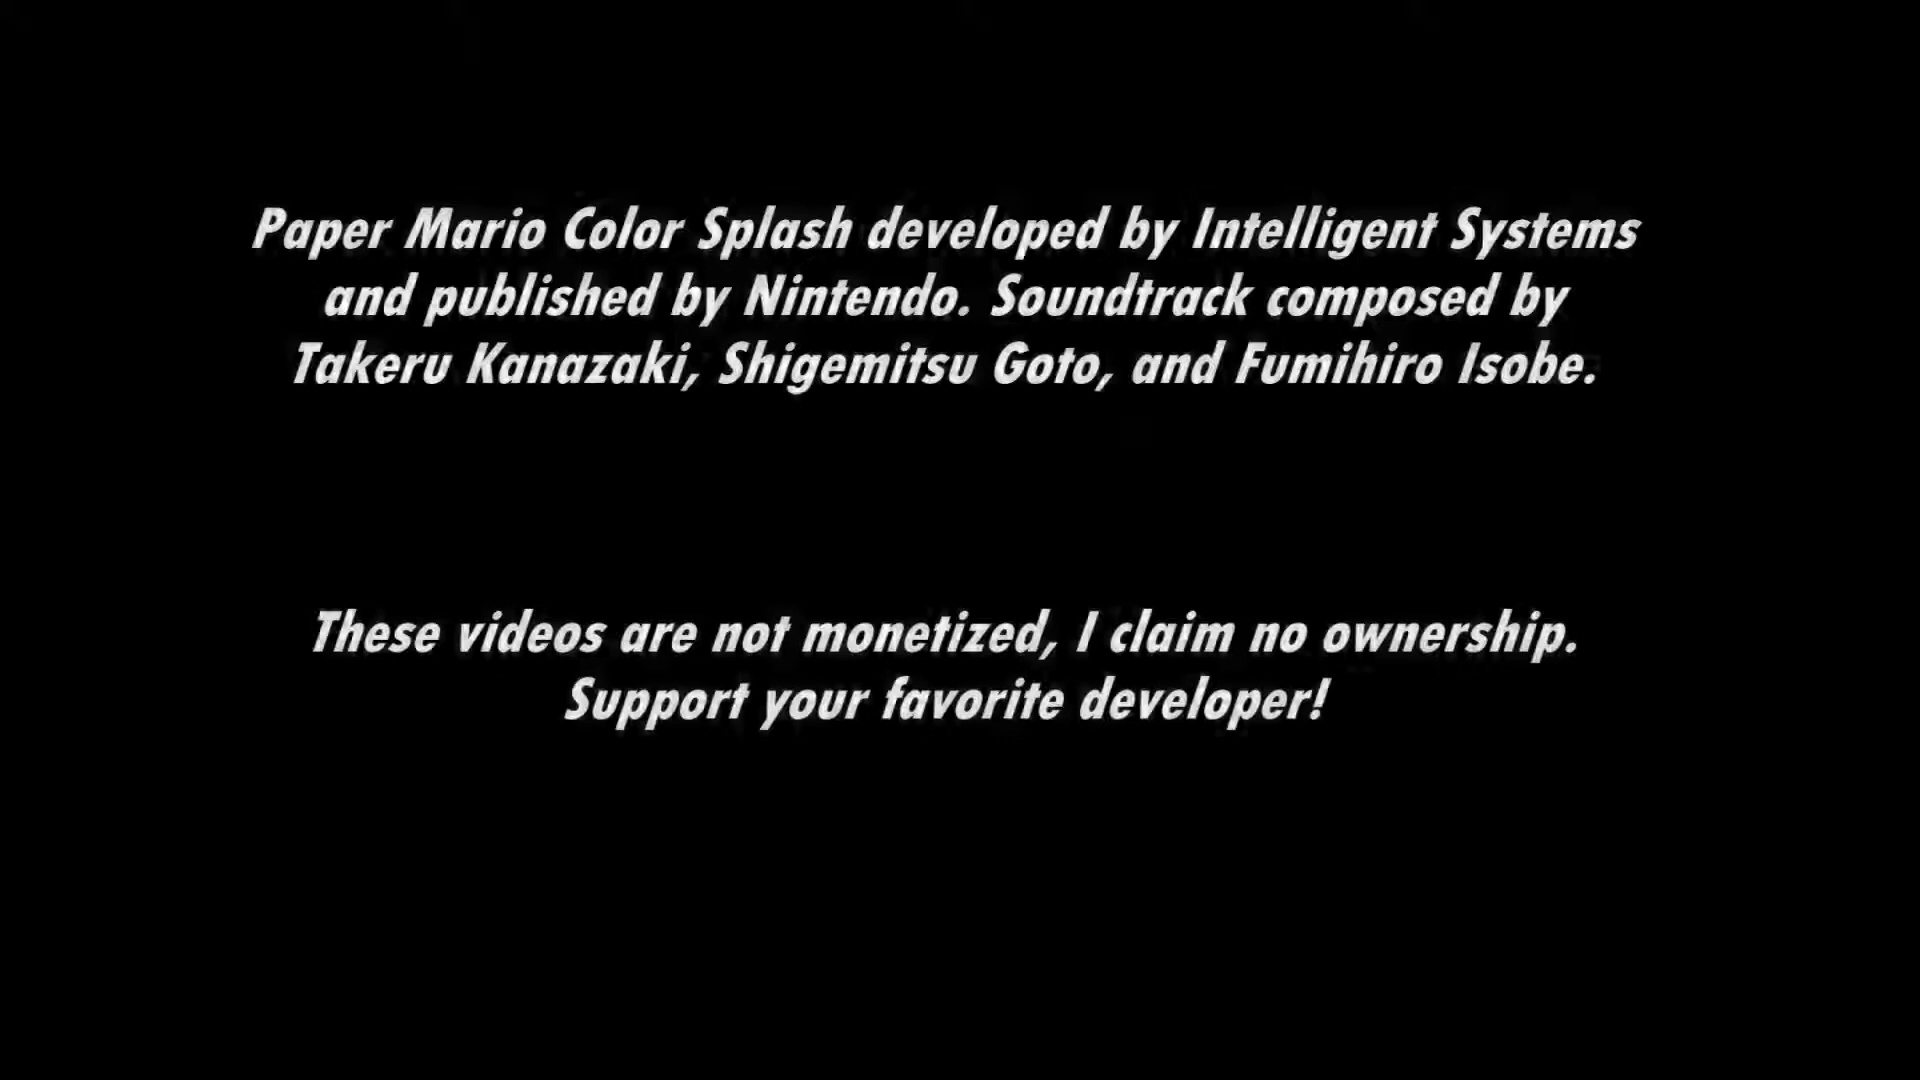 Paper Mario Color Splash developed by Intelligent Systems
and published by Nintendo. Soundtrack composed by
Takeru Kanazaki, Shigemitsu Goto, and Fumihiro Isobe.
These videos are not monetized, I claim no ownership.
Support your favorite developer!